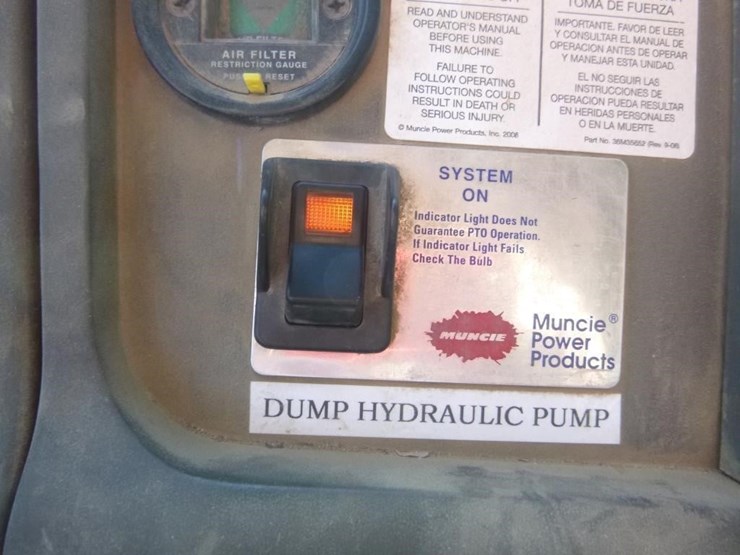 AIR FILTER
RESTRICTION GAUGE
RESET
READ AND UNDERSTAND
OPERATOR'S MANUAL
BEFORE USING
THIS MACHINE.
FAILURE TO
FOLLOW OPERATING
INSTRUCTIONS COULD
RESULT IN DEATH OR
SERIOUS INJURY
© Muncie Power Products, Inc. 2006
TOMA DE FUERZA
IMPORTANTE. FAVOR DE LEER
Y CONSULTAR EL MANUAL DE
OPERACION ANTES DE OPERAR
Y MANEJAR ESTA UNIDAD.
EL NO SEGUIR LAS
INSTRUCCIONES DE
OPERACION PUEDA RESULTAR
EN HERIDAS PERSONALES
O EN LA MUERTE.
Part No.
SYSTEM
ON
Indicator Light Does Not
Guarantee PTO Operation.
If Indicator Light Fails
Check The Bulb
MUNCIE
Muncie®
Power
Products
DUMP HYDRAULIC PUMP